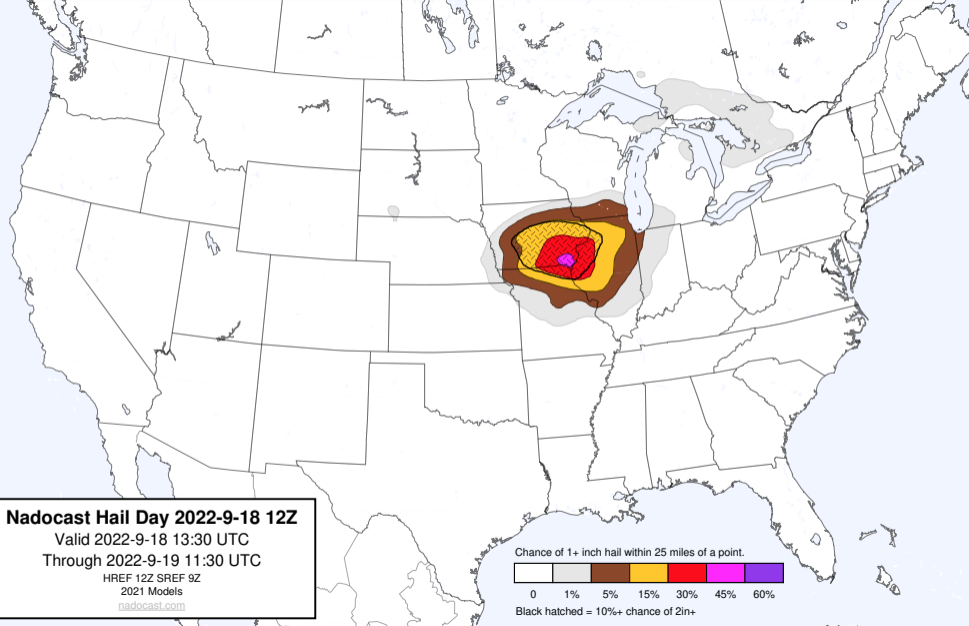 Nadocast Hail Day 2022-9-18 12Z
Valid 2022-9-18 13:30 UTC
Through 2022-9-19 11:30 UTC
HREF 12Z SREF 9Z
2021 Models
nadocast.com
Chance of 1+ inch hail within 25 miles of a point.
0 1% 5% 15% 30% 45% 60%
Black hatched = 10%+ chance of 2in+